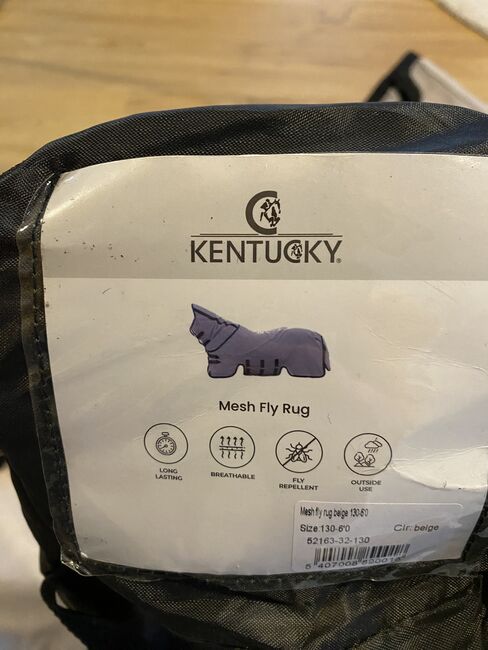 KENTUCKY®
Mesh Fly Rug
LONG LASTING
BREATHABLE
FLY REPELLENT
OUTSIDE USE
Mesh fly rug beige 130-6'0
Size:130-6'0 Clr: beige
52163-32-130